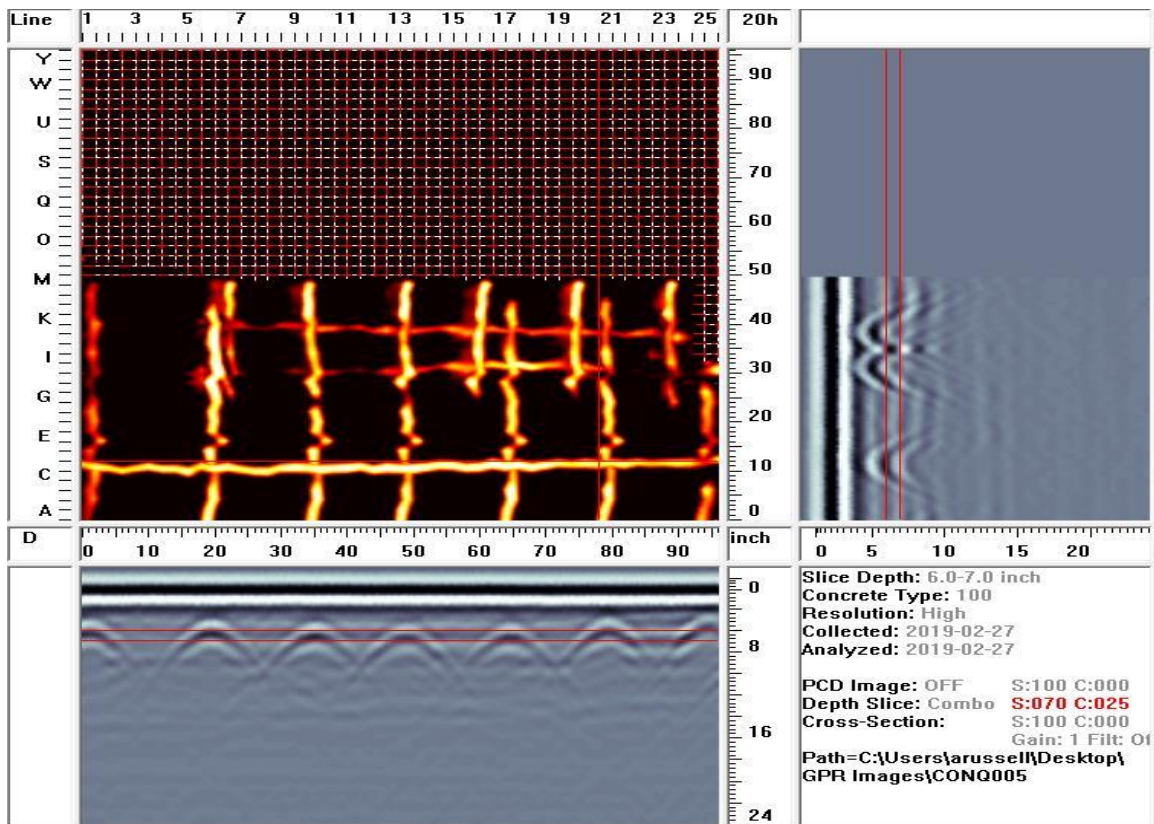 Line 1 3 5 7 9 11 13 15 17 19 21 23 25 20h
Y
W
U
S
Q
O
M
K
I
G
E
C
A
90
80
70
60
50
40
30
20
10
0
D 0 10 20 30 40 50 60 70 80 90 inch 0 5 10 15 20
0
8
16
24
Slice Depth: 6.0-7.0 inch
Concrete Type: 100
Resolution: High
Collected: 2019-02-27
Analyzed: 2019-02-27
PCD Image: OFF S:100 C:000
Depth Slice: Combo S:070 C:025
Cross-Section: S:100 C:000
Gain: 1 Filt: Of
Path=C:\Users\arussell\Desktop\
GPR Images\CONQ005